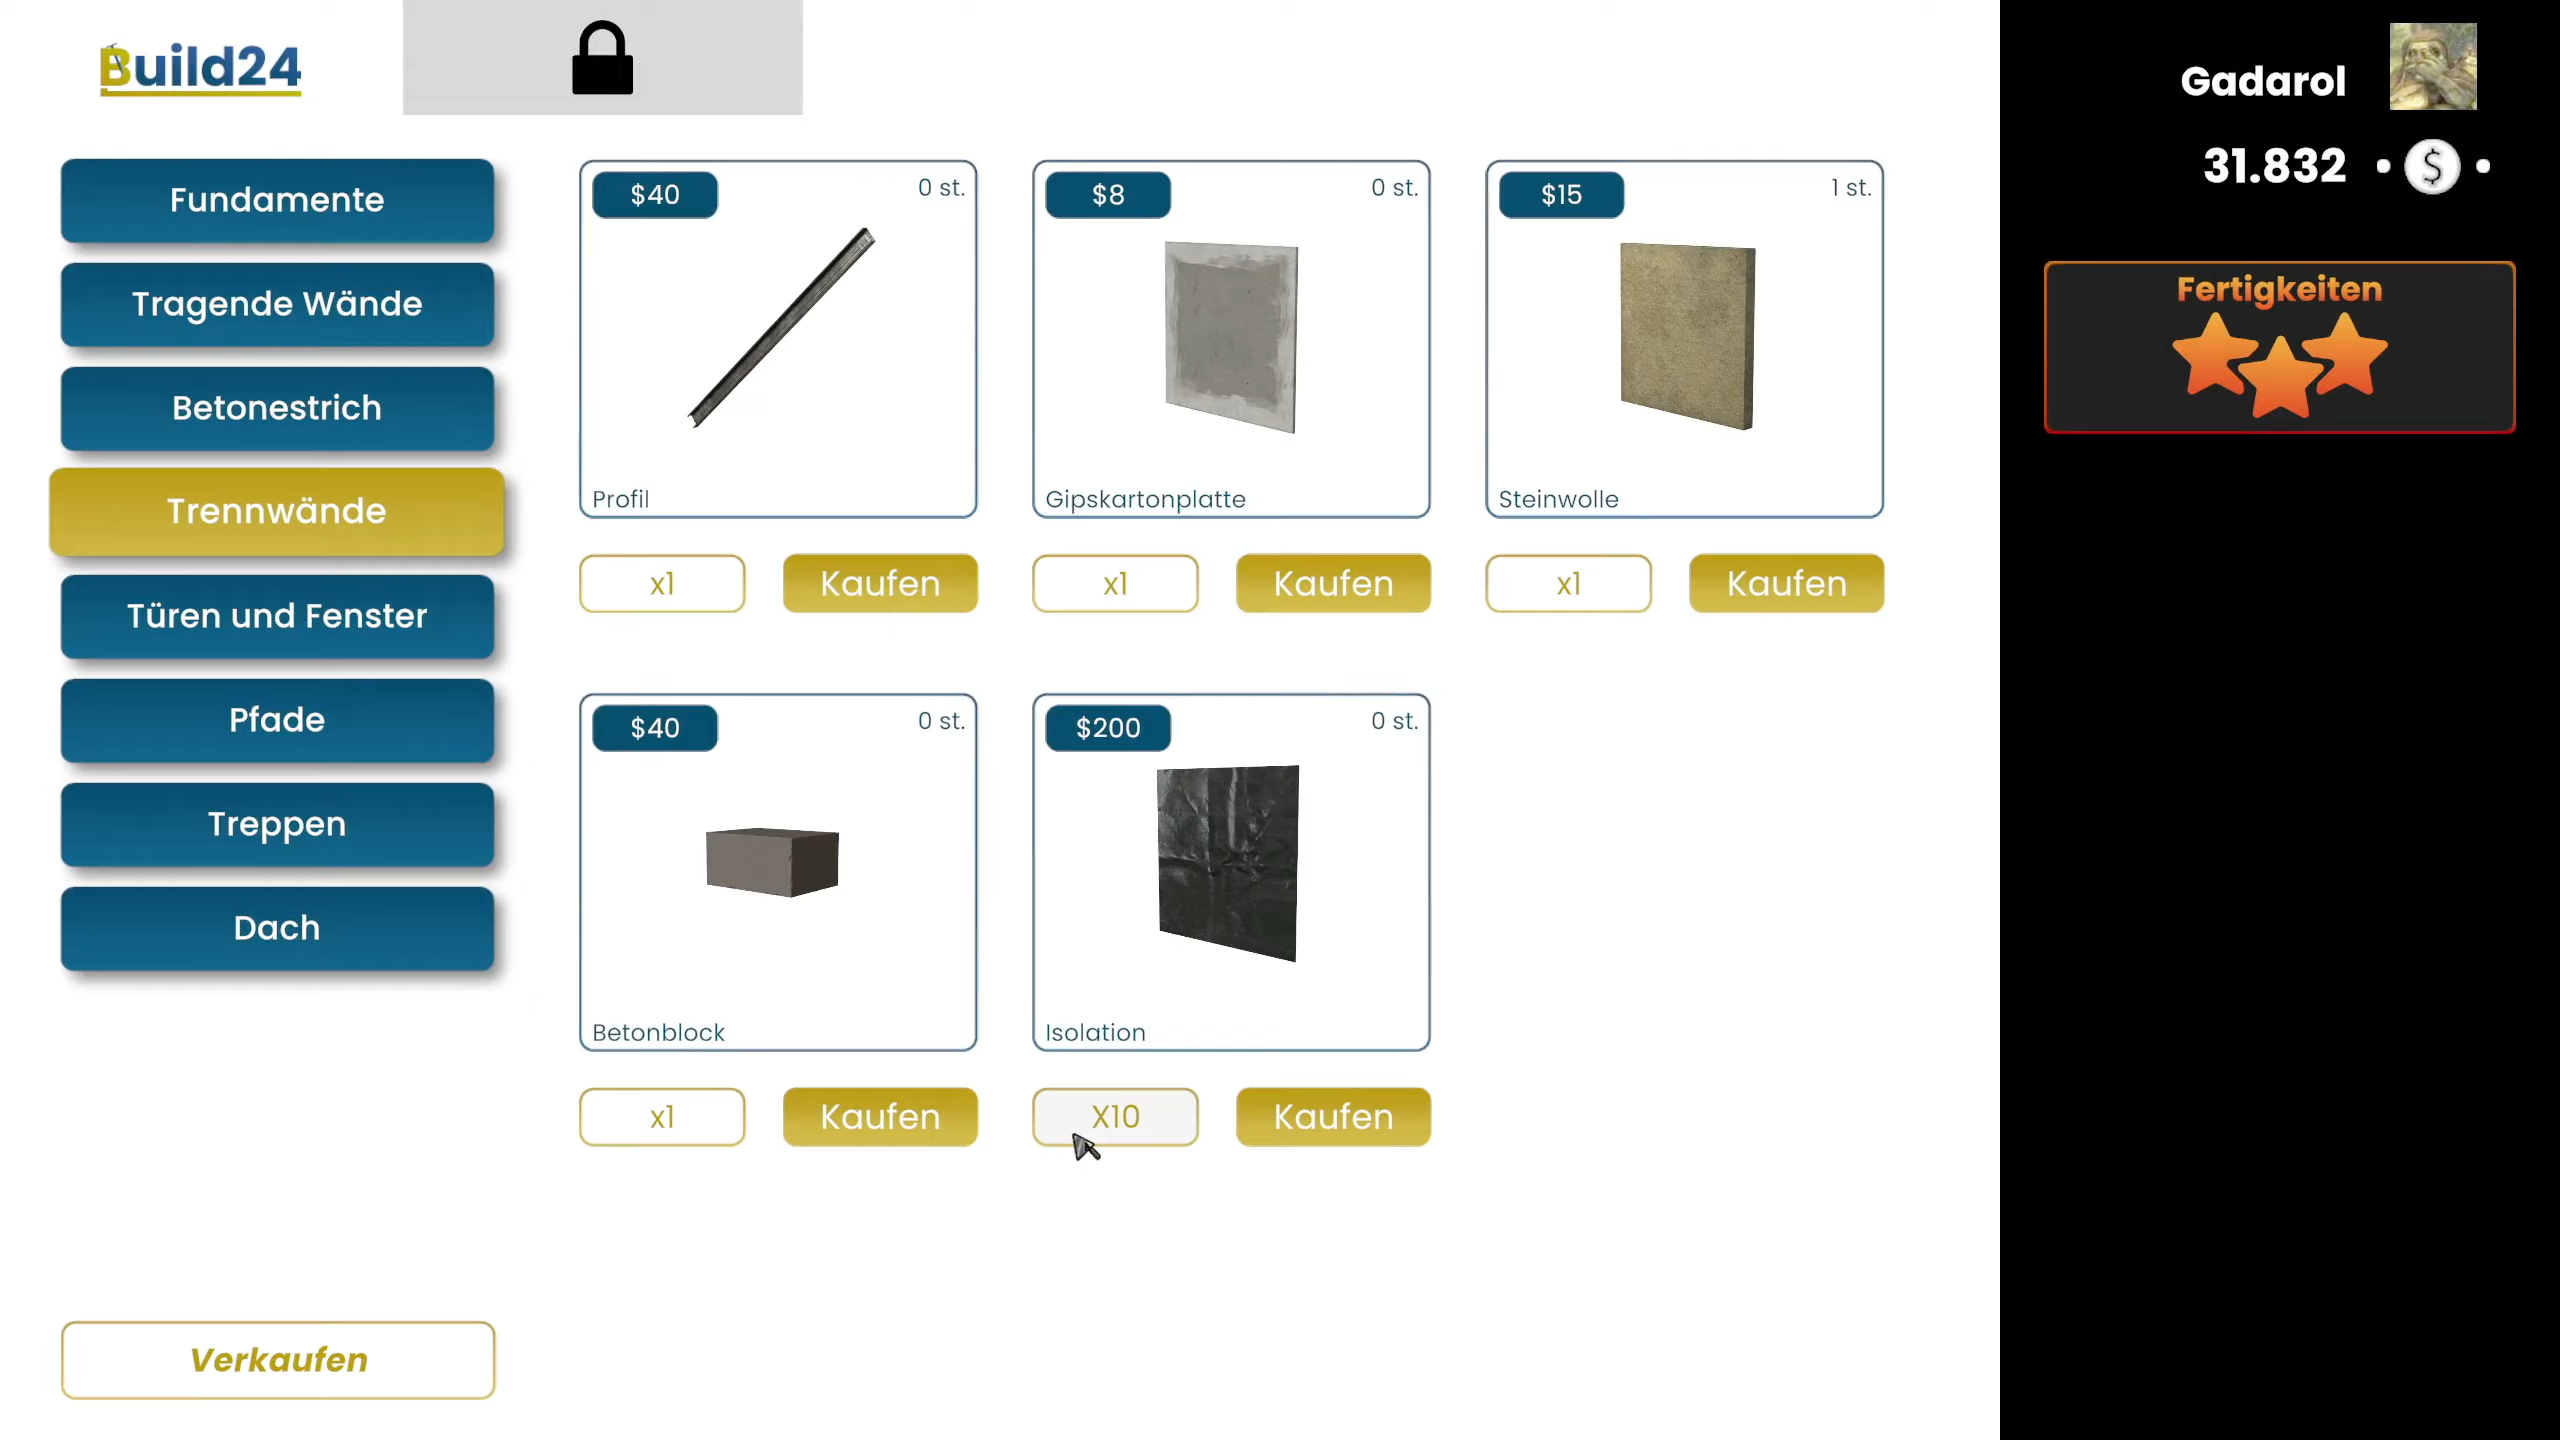 Build24
Gadarol
31.832
$
Fertigkeiten
Fundamente
Tragende Wände
Betonestrich
Trennwände
Türen und Fenster
Pfade
Treppen
Dach
Verkaufen
$40
0 st.
Profil
x1
Kaufen
$8
0 st.
Gipskartonplatte
x1
Kaufen
$15
1 st.
Steinwolle
x1
Kaufen
$40
0 st.
Betonblock
x1
Kaufen
$200
0 st.
Isolation
X10
Kaufen